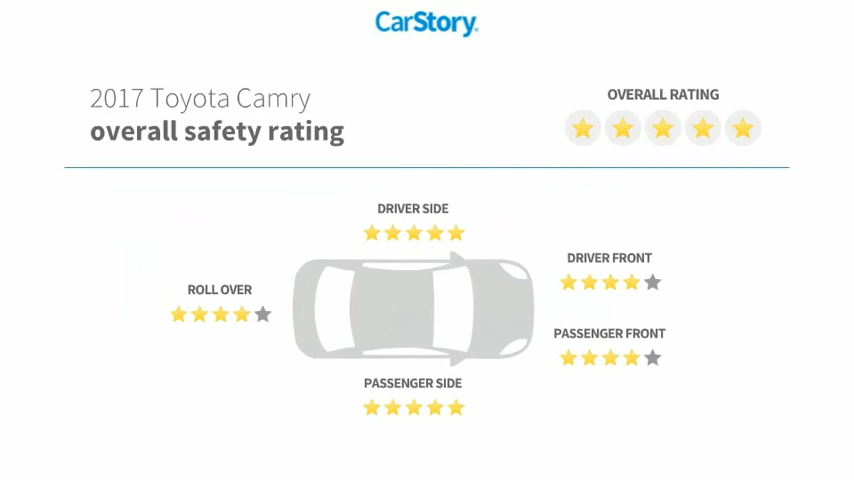 CarStory
2017 Toyota Camry
overall safety rating
OVERALL RATING
DRIVER SIDE
DRIVER FRONT
ROLL OVER
PASSENGER FRONT
PASSENGER SIDE